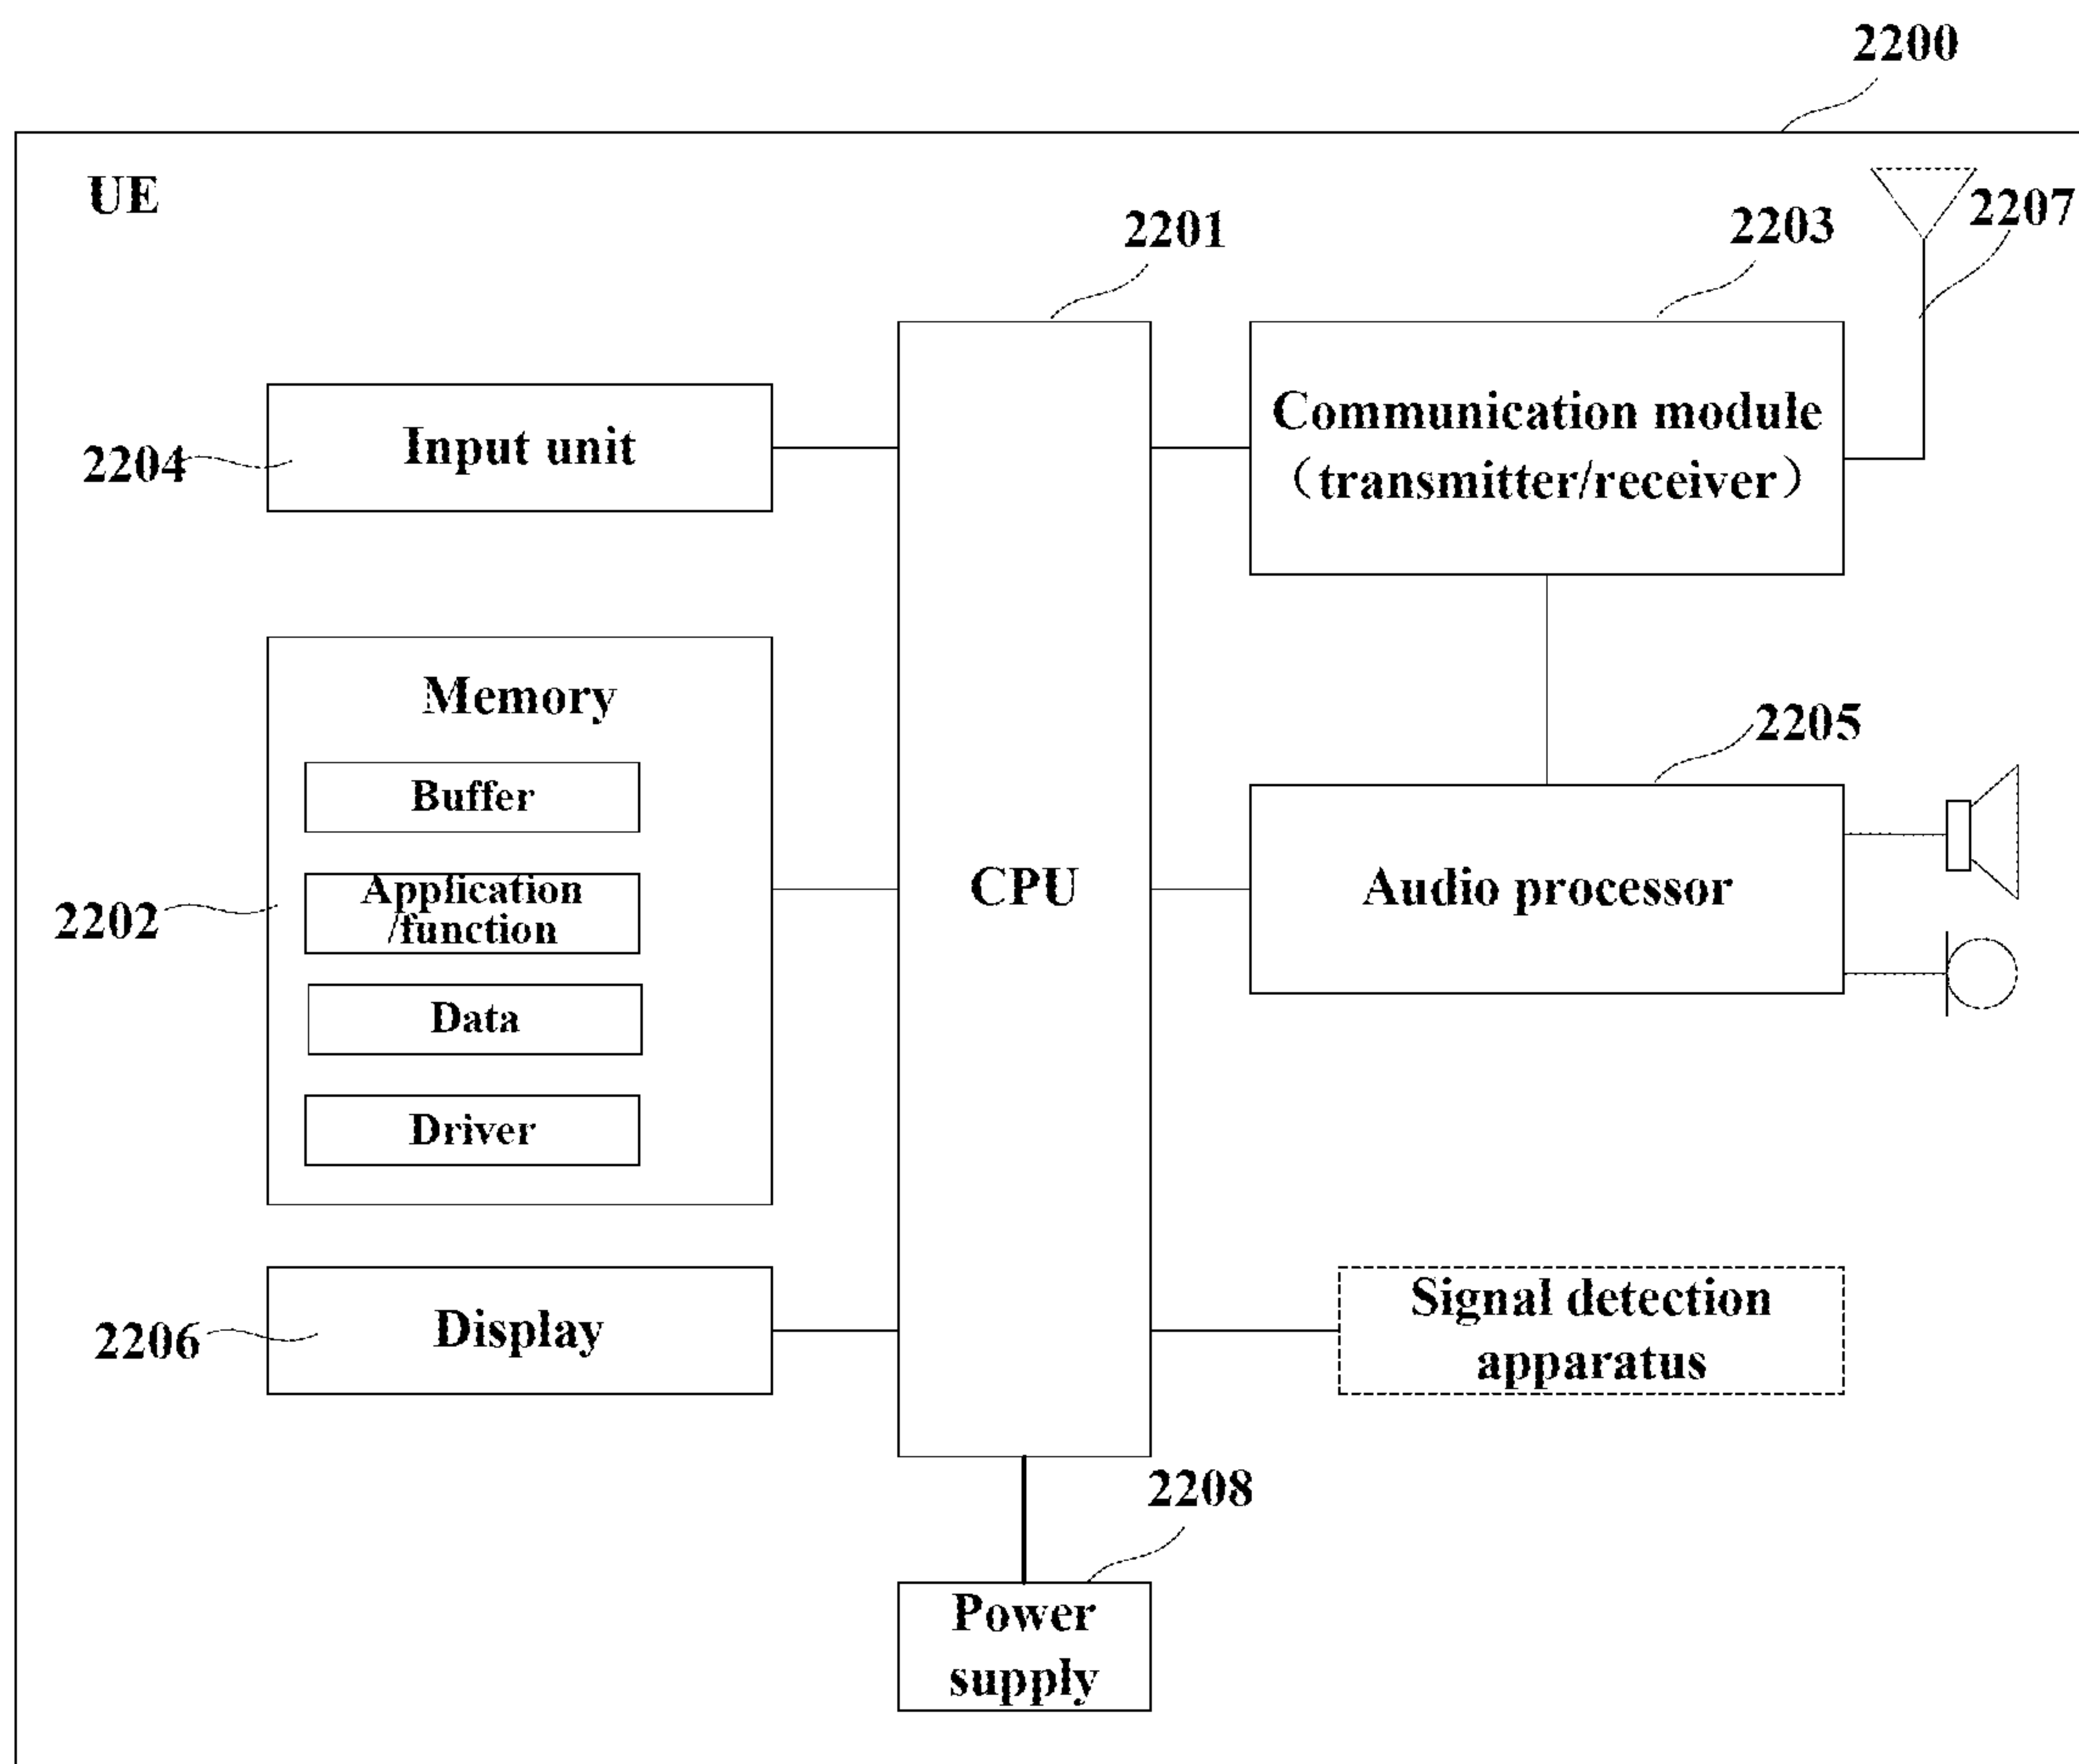 2200
UE
2201
2203
2207
Communication module
（transmitter/receiver）
Input unit
2204
Memory
2205
Buffer
Application
/function
CPU
Audio processor
2202
Data
Driver
Signal detection
apparatus
Display
2206
2208
Power
supply